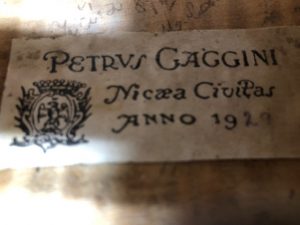 PETRVS GAGGINI
Nicæa Civitas
ANNO 1929